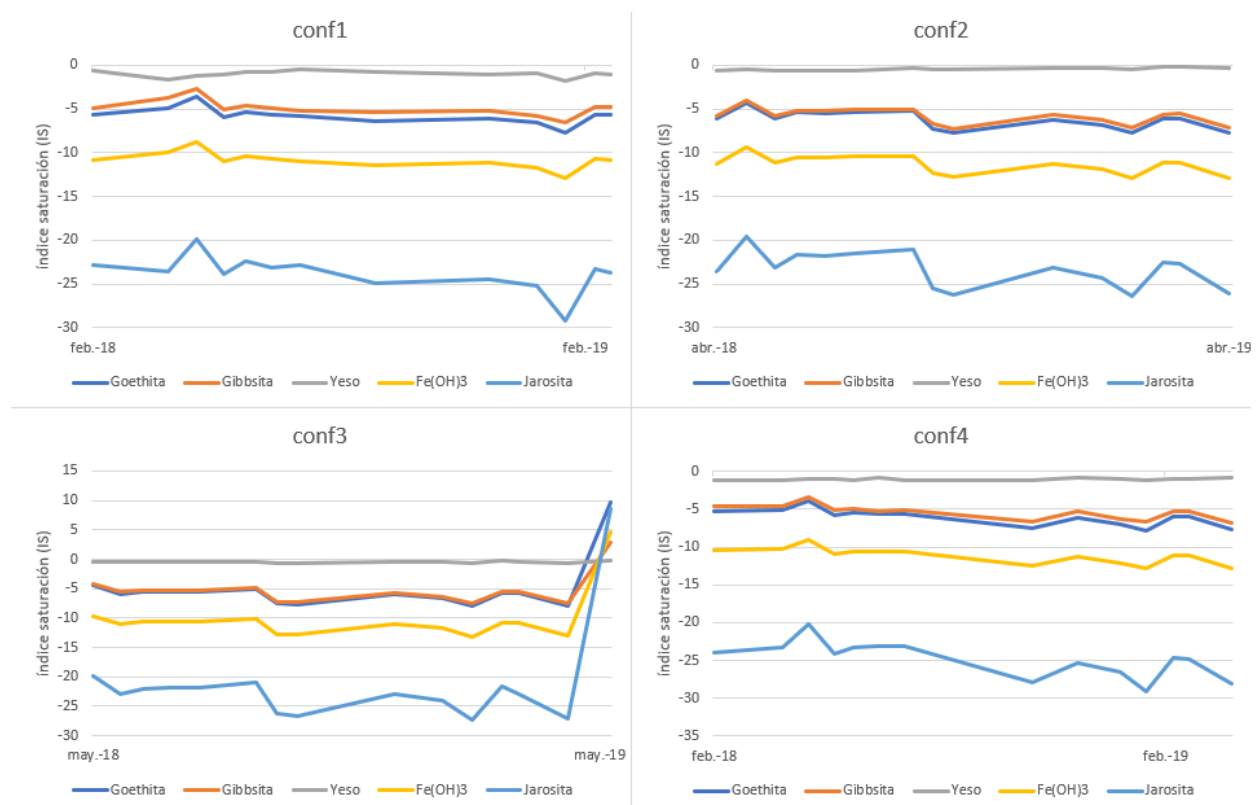 conf1
índice saturación (IS)
0
-5
-10
-15
-20
-25
-30
feb.-18
feb.-19
Goethita Gibbsita Yeso Fe(OH)3 Jarosita
conf2
índice saturación (IS)
0
-5
-10
-15
-20
-25
-30
abr.-18
abr.-19
Goethita Gibbsita Yeso Fe(OH)3 Jarosita
conf3
índice saturación (IS)
15
10
5
0
-5
-10
-15
-20
-25
-30
may.-18
may.-19
Goethita Gibbsita Yeso Fe(OH)3 Jarosita
conf4
índice saturación (IS)
0
-5
-10
-15
-20
-25
-30
-35
feb.-18
feb.-19
Goethita Gibbsita Yeso Fe(OH)3 Jarosita